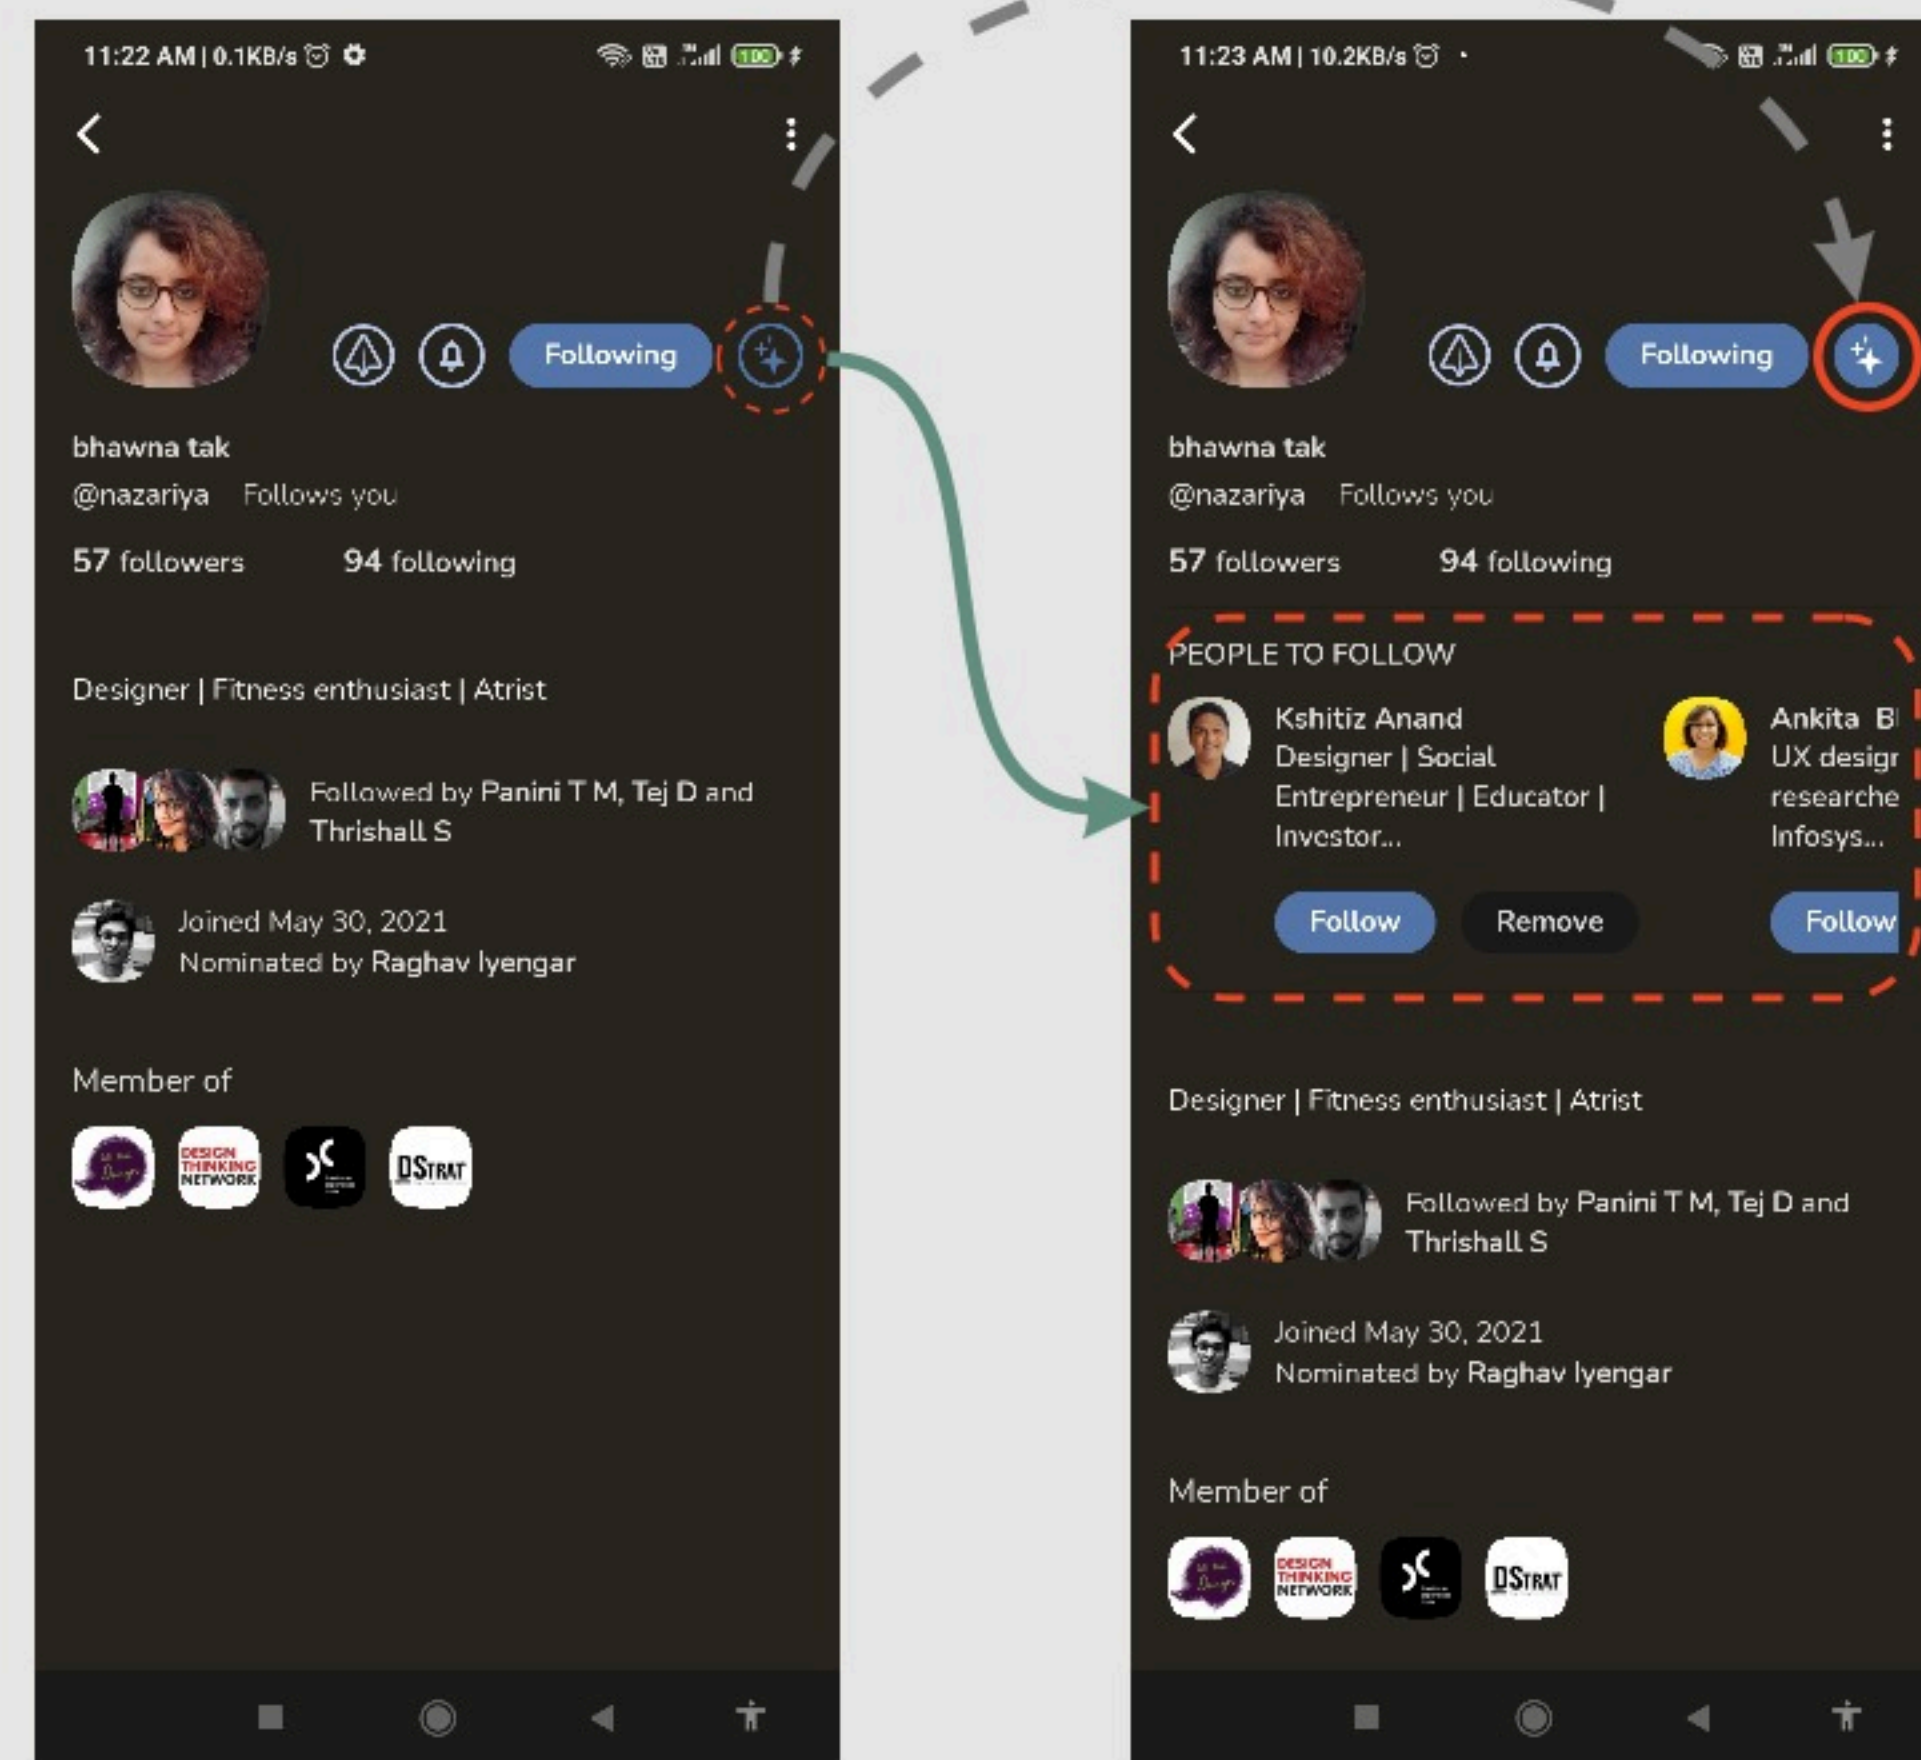 11:22 AM | 0.1KB/s
100
Following
bhawna tak
@nazariya Follows you
57 followers 94 following
Designer | Fitness enthusiast | Atrist
Followed by Panini T M, Tej D and
Thrishall S
Joined May 30, 2021
Nominated by Raghav Iyengar
Member of
DESIGN
THINKING
NETWORK
DSTRAT
11:23 AM | 10.2KB/s
100
Following
bhawna tak
@nazariya Follows you
57 followers 94 following
PEOPLE TO FOLLOW
Kshitiz Anand
Designer | Social
Entrepreneur | Educator |
Investor...
Follow Remove
Ankita
UX design
researche
Infosys...
Follow
Designer | Fitness enthusiast | Atrist
Followed by Panini T M, Tej D and
Thrishall S
Joined May 30, 2021
Nominated by Raghav Iyengar
Member of
DESIGN
THINKING
NETWORK
DSTRAT